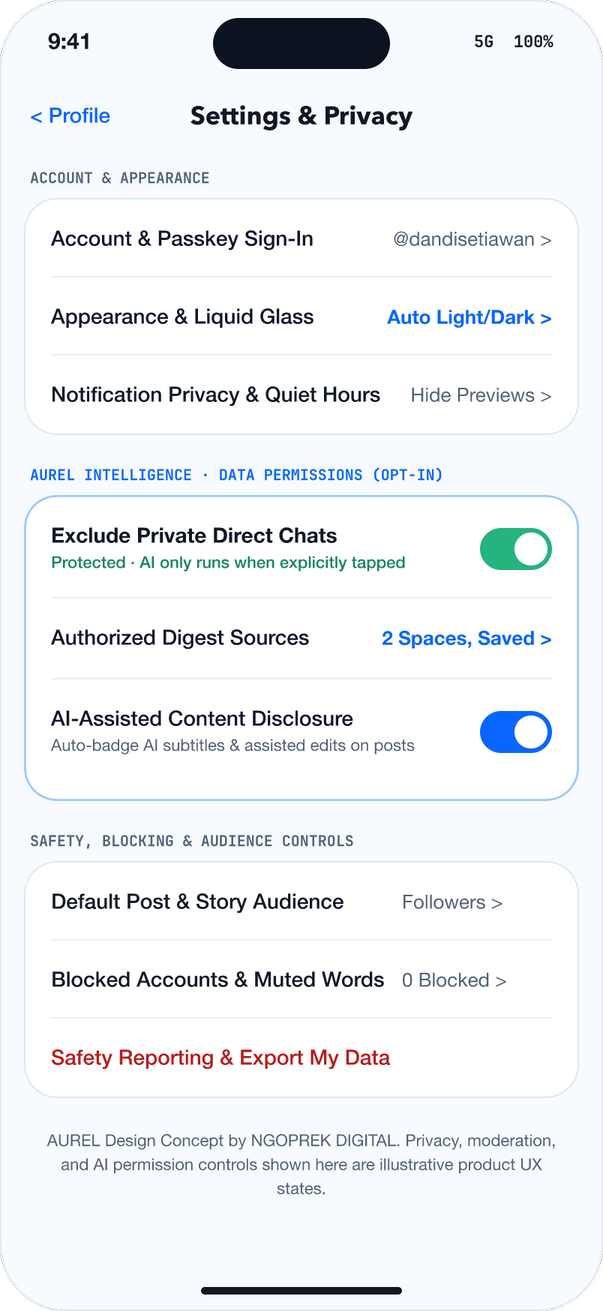 9:41
5G 100%
< Profile
Settings & Privacy
ACCOUNT & APPEARANCE
Account & Passkey Sign-In @dandisetiawan >
Appearance & Liquid Glass Auto Light/Dark >
Notification Privacy & Quiet Hours Hide Previews >
AUREL INTELLIGENCE · DATA PERMISSIONS (OPT-IN)
Exclude Private Direct Chats
Protected · AI only runs when explicitly tapped
Authorized Digest Sources 2 Spaces, Saved >
AI-Assisted Content Disclosure
Auto-badge AI subtitles & assisted edits on posts
SAFETY, BLOCKING & AUDIENCE CONTROLS
Default Post & Story Audience Followers >
Blocked Accounts & Muted Words 0 Blocked >
Safety Reporting & Export My Data
AUREL Design Concept by NGOPREK DIGITAL. Privacy, moderation,
and AI permission controls shown here are illustrative product UX
states.